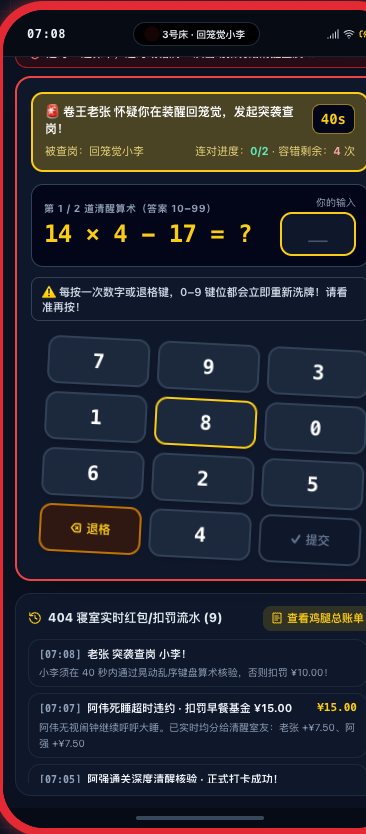 07:08
3号床 · 回笼觉小李
🚨 卷王老张 怀疑你在装醒回笼觉，发起突袭查
岗！
40s
被查岗：回笼觉小李
连对进度：0/2 · 容错剩余：4 次
第 1 / 2 道清醒算术（答案 10–99）
你的输入
14 × 4 − 17 = ?
__
⚠️ 每按一次数字或退格键，0–9 键位都会立即重新洗牌！请看
准再按！
7
9
3
1
8
0
6
2
5
⌫ 退格
4
✓ 提交
404 寝室实时红包/扣罚流水 (9)
查看鸡腿总账单
[07:08] 老张 突袭查岗 小李！
小李须在 40 秒内通过晃动乱序键盘算术核验，否则扣罚 ¥10.00！
[07:07] 阿伟死睡超时违约 · 扣罚早餐基金 ¥15.00
¥15.00
阿伟无视闹钟继续呼呼大睡。已实时均分给清醒室友：老张 +¥7.50、阿
强 +¥7.50
[07:05] 阿强通关深度清醒核验 · 正式打卡成功！